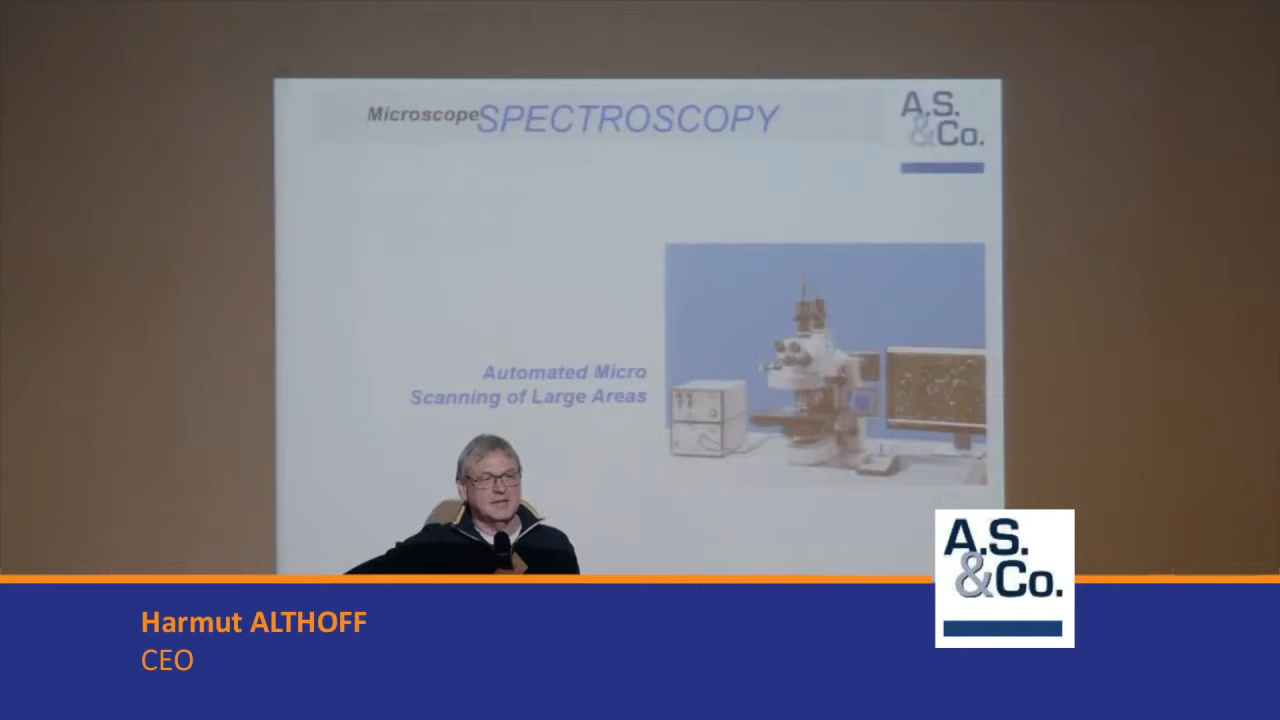 Microscope SPECTROSCOPY
A.S.
&Co.
Automated Micro
Scanning of Large Areas
A.S.
&Co.
Harmut ALTHOFF
CEO